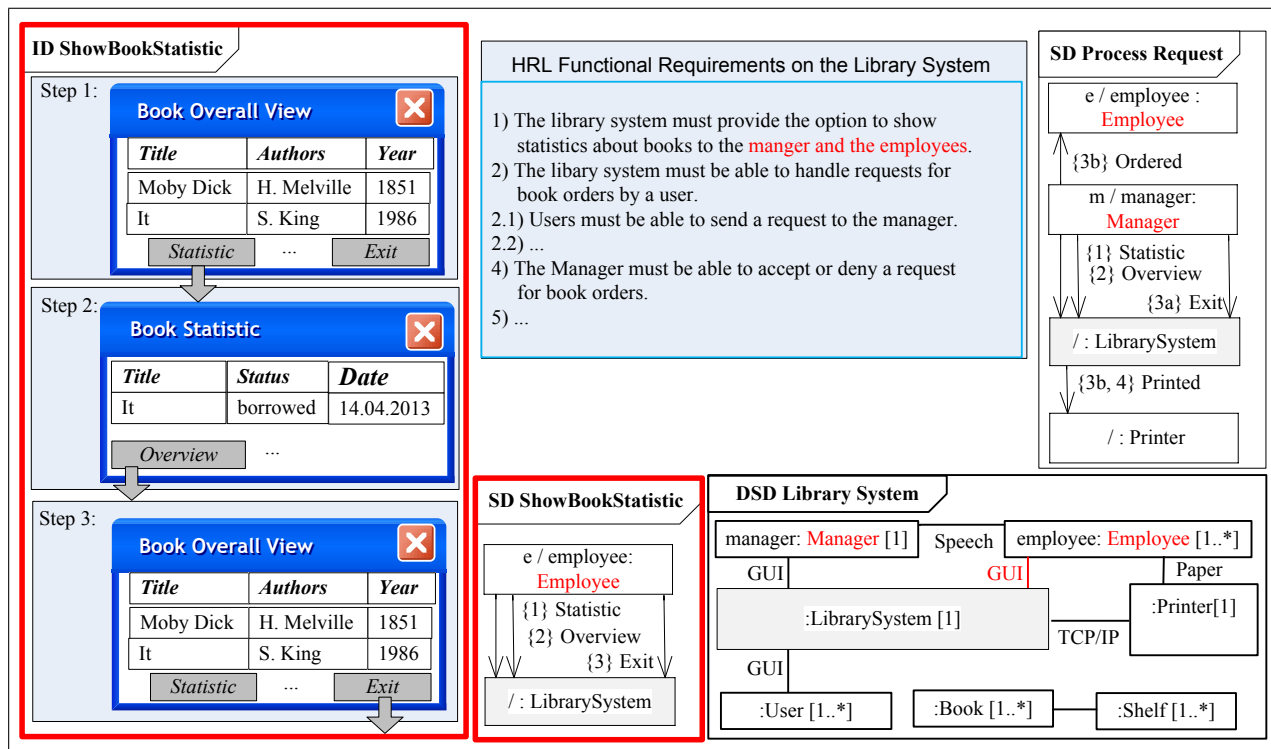 ID ShowBookStatistic
Step 1:
Book Overall View
Title Authors Year
Moby Dick H. Melville 1851
It S. King 1986
Statistic ... Exit
Step 2:
Book Statistic
Title Status Date
It borrowed 14.04.2013
Overview ...
Step 3:
Book Overall View
Title Authors Year
Moby Dick H. Melville 1851
It S. King 1986
Statistic ... Exit
HRL Functional Requirements on the Library System
1) The library system must provide the option to show
statistics about books to the manger and the employees.
2) The libary system must be able to handle requests for
book orders by a user.
2.1) Users must be able to send a request to the manager.
2.2) ...
4) The Manager must be able to accept or deny a request
for book orders.
5) ...
SD Process Request
e / employee :
Employee
{3b} Ordered
m / manager:
Manager
{1} Statistic
{2} Overview
{3a} Exit
/ : LibrarySystem
{3b, 4} Printed
/ : Printer
SD ShowBookStatistic
e / employee:
Employee
{1} Statistic
{2} Overview
{3} Exit
/ : LibrarySystem
DSD Library System
manager: Manager [1] Speech employee: Employee [1..*]
GUI GUI Paper
:LibrarySystem [1] :Printer[1]
TCP/IP
GUI
:User [1..*] :Book [1..*] :Shelf [1..*]